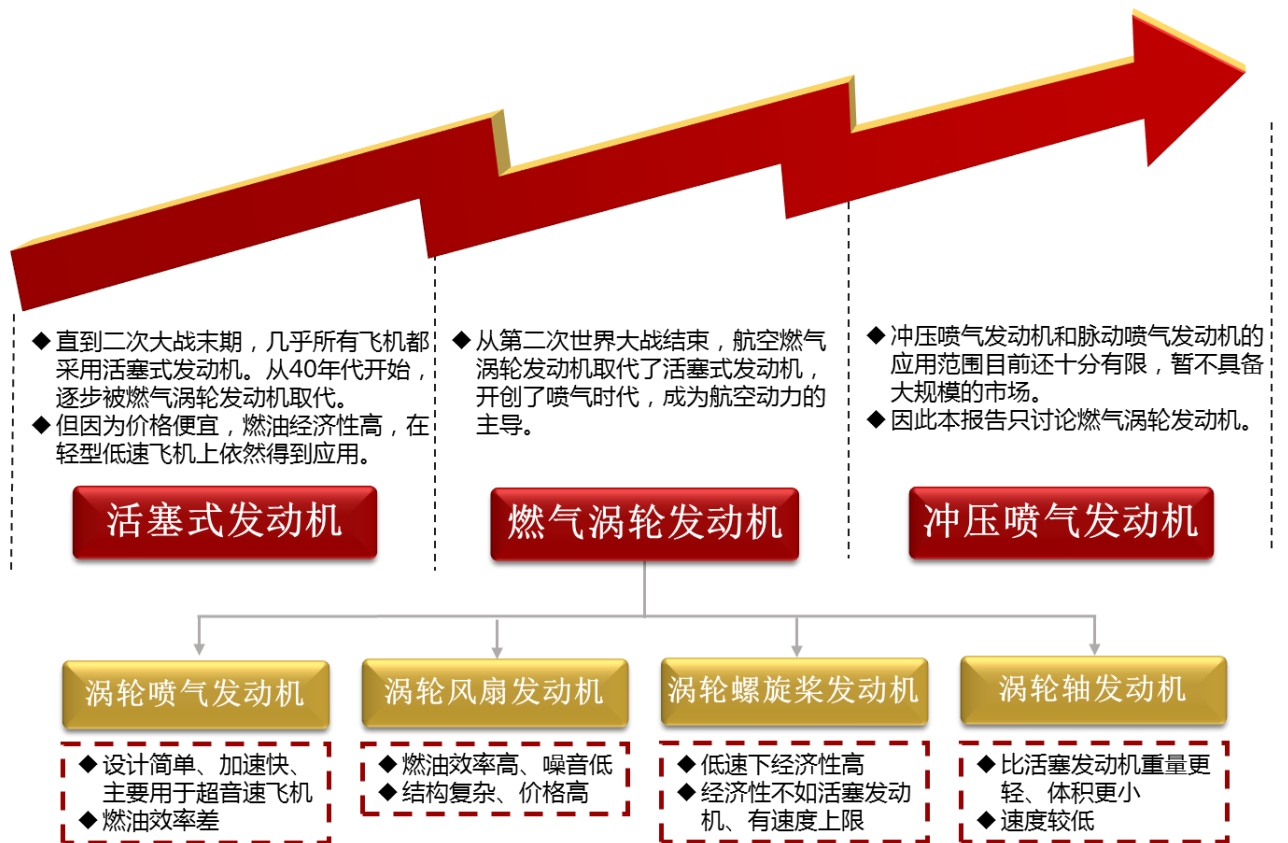 ◆直到二次大战末期，几乎所有飞机都
采用活塞式发动机。从40年代开始，
逐步被燃气涡轮发动机取代。
◆但因为价格便宜，燃油经济性高，在
轻型低速飞机上依然得到应用。
◆从第二次世界大战结束，航空燃气
涡轮发动机取代了活塞式发动机，
开创了喷气时代，成为航空动力的
主导。
◆冲压喷气发动机和脉动喷气发动机的
应用范围目前还十分有限，暂不具备
大规模的市场。
◆因此本报告只讨论燃气涡轮发动机。
活塞式发动机
燃气涡轮发动机
冲压喷气发动机
涡轮喷气发动机
涡轮风扇发动机
涡轮螺旋桨发动机
涡轮轴发动机
◆设计简单、加速快、
主要用于超音速飞机
◆燃油效率差
◆燃油效率高、噪音低
◆结构复杂、价格高
◆低速下经济性高
◆经济性不如活塞发动
机、有速度上限
◆比活塞发动机重量更
轻、体积更小
◆速度较低